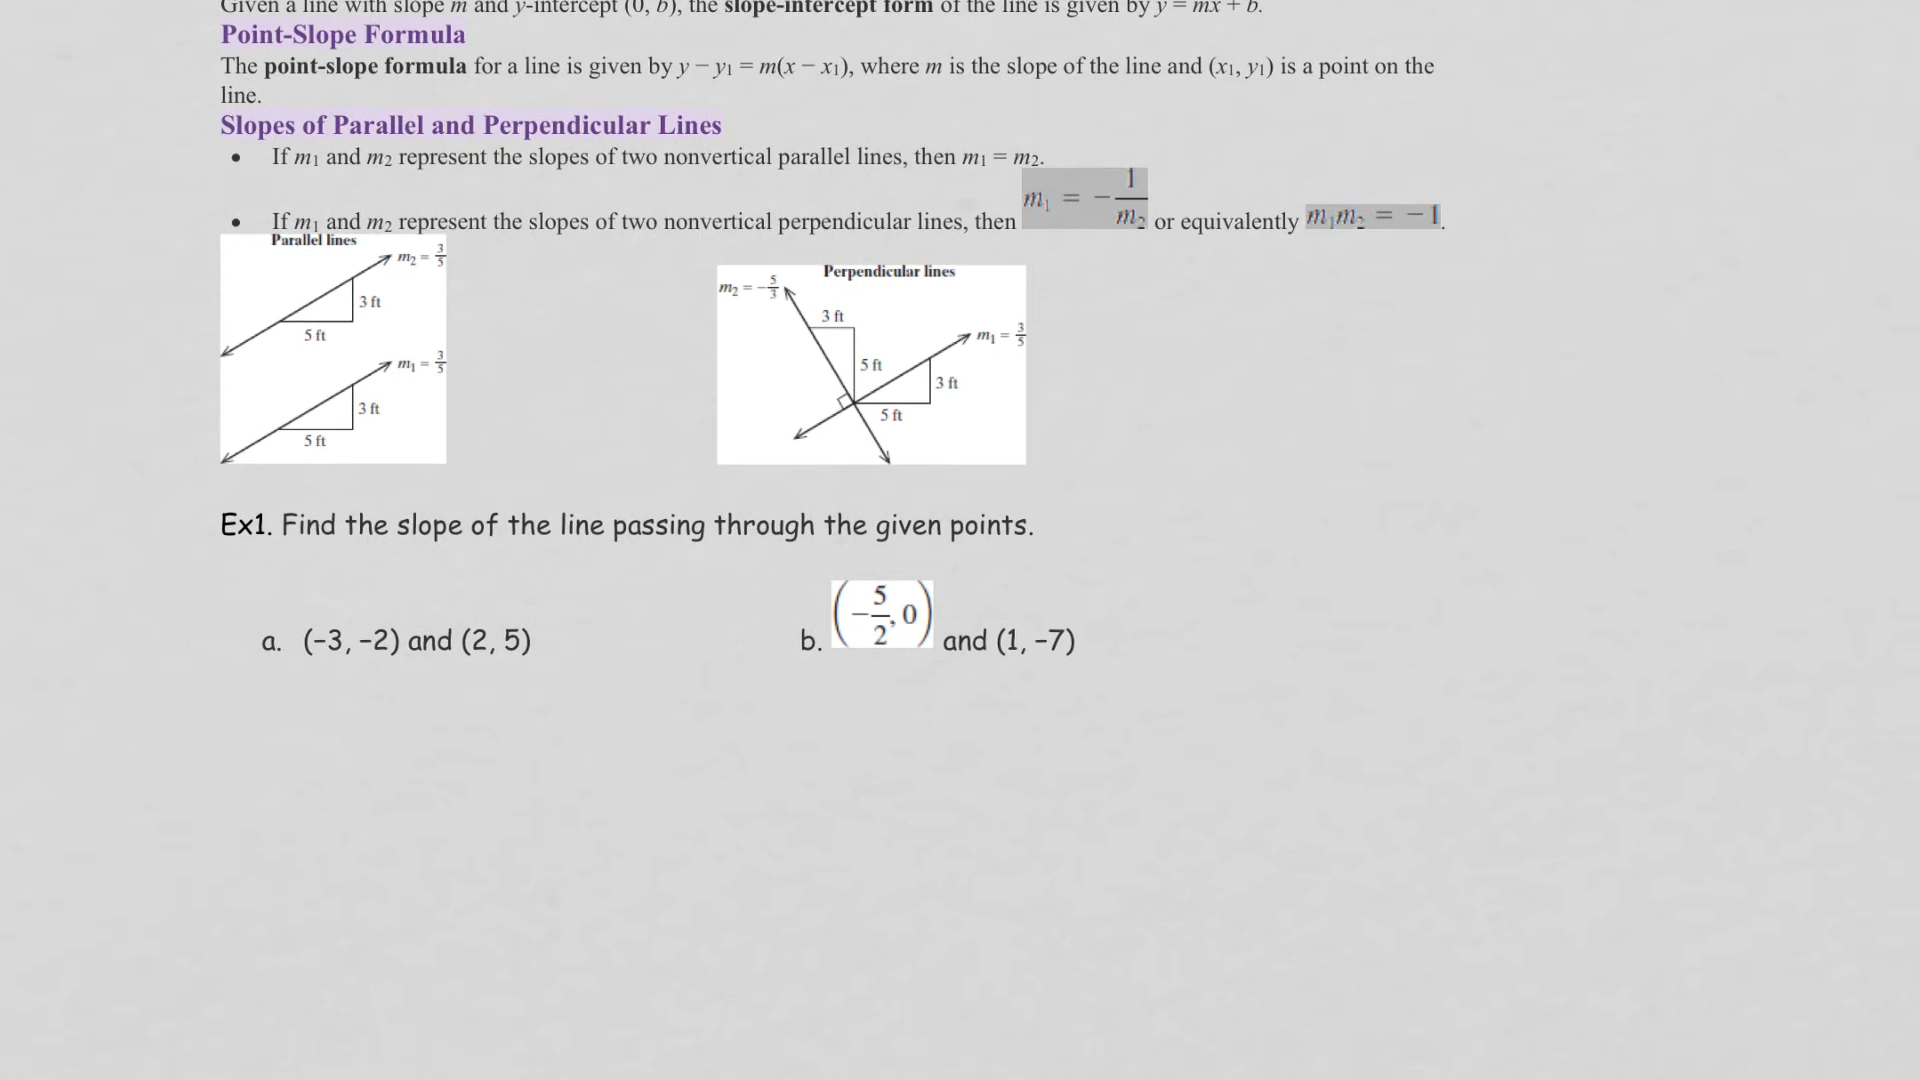 Given a line with slope m and y-intercept (0, b), the slope-intercept form of the line is given by y = mx + b.
Point-Slope Formula
The point-slope formula for a line is given by y − y₁ = m(x − x₁), where m is the slope of the line and (x₁, y₁) is a point on the
line.
Slopes of Parallel and Perpendicular Lines
• If m₁ and m₂ represent the slopes of two nonvertical parallel lines, then m₁ = m₂.
• If m₁ and m₂ represent the slopes of two nonvertical perpendicular lines, then m₁ = −1/m₂ or equivalently m₁m₂ = −1.
Parallel lines
m₂ = 3/5
3 ft
5 ft
m₁ = 3/5
3 ft
5 ft
Perpendicular lines
m₂ = −5/3
3 ft
m₁ = 3/5
5 ft
3 ft
5 ft
Ex1. Find the slope of the line passing through the given points.
a. (-3, -2) and (2, 5)
b. (−5/2, 0) and (1, -7)